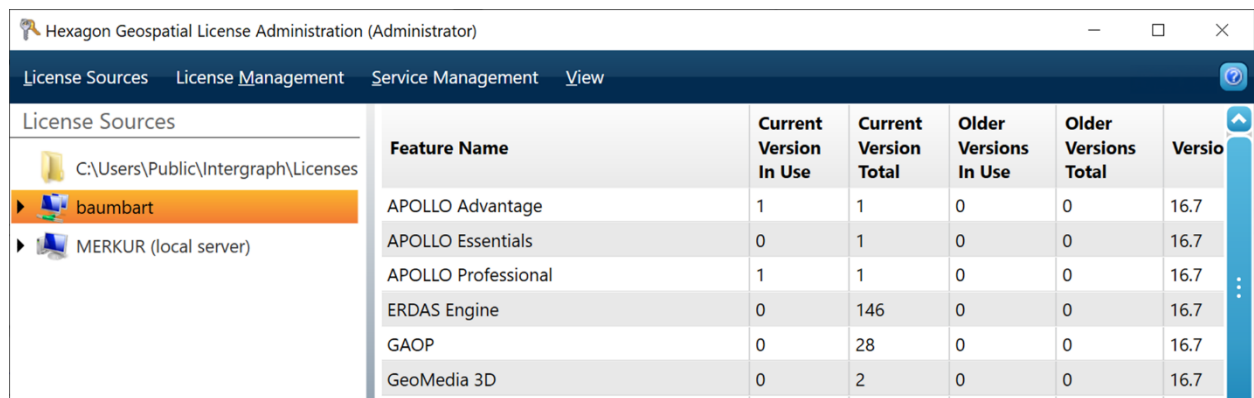 Hexagon Geospatial License Administration (Administrator)
License Sources License Management Service Management View
License Sources
C:\Users\Public\Intergraph\Licenses
baumbart
MERKUR (local server)
Feature Name Current Version In Use Current Version Total Older Versions In Use Older Versions Total Versio
APOLLO Advantage 1 1 0 0 16.7
APOLLO Essentials 0 1 0 0 16.7
APOLLO Professional 1 1 0 0 16.7
ERDAS Engine 0 146 0 0 16.7
GAOP 0 28 0 0 16.7
GeoMedia 3D 0 2 0 0 16.7